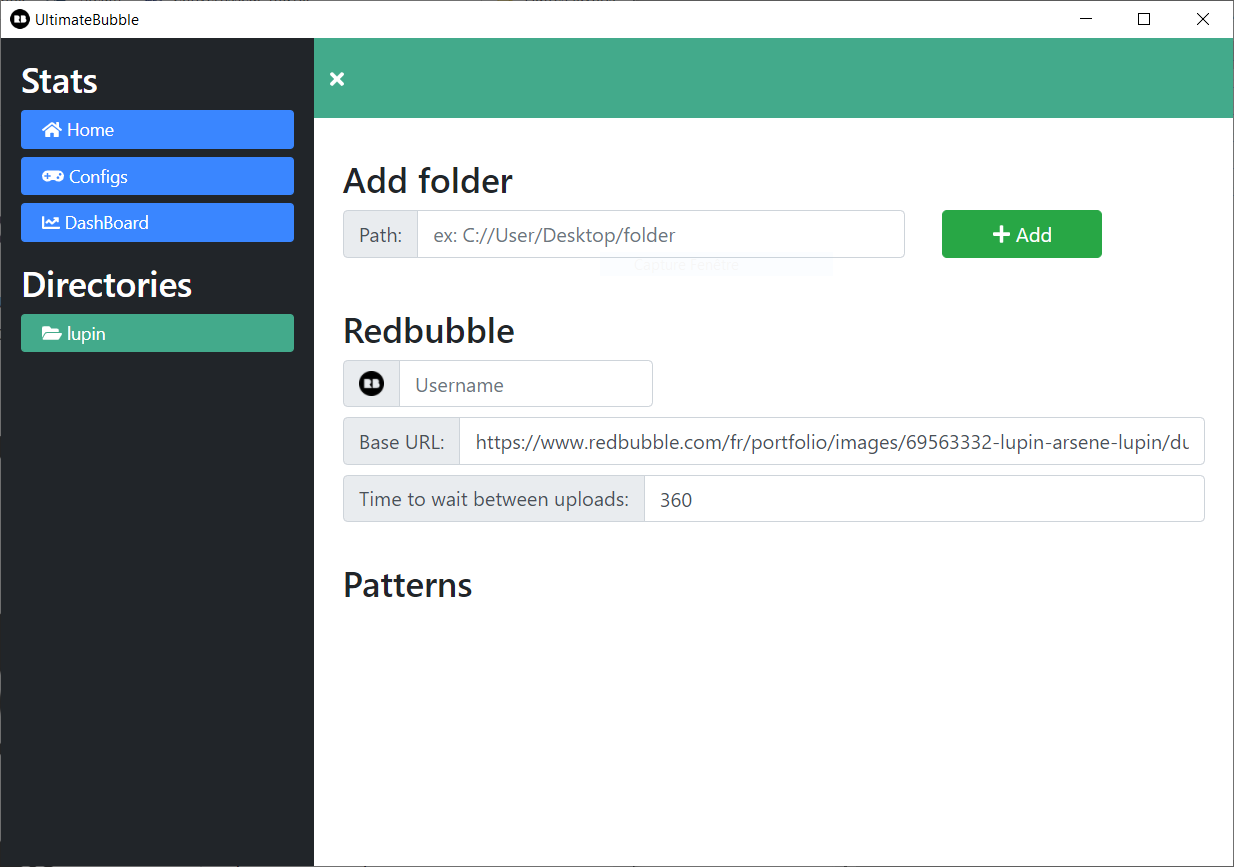 UltimateBubble
Stats
Home
Configs
DashBoard
Directories
lupin
Add folder
Path: ex: C://User/Desktop/folder
Add
Capture Fenêtre
Redbubble
RB Username
Base URL: https://www.redbubble.com/fr/portfolio/images/69563332-lupin-arsene-lupin/du
Time to wait between uploads: 360
Patterns